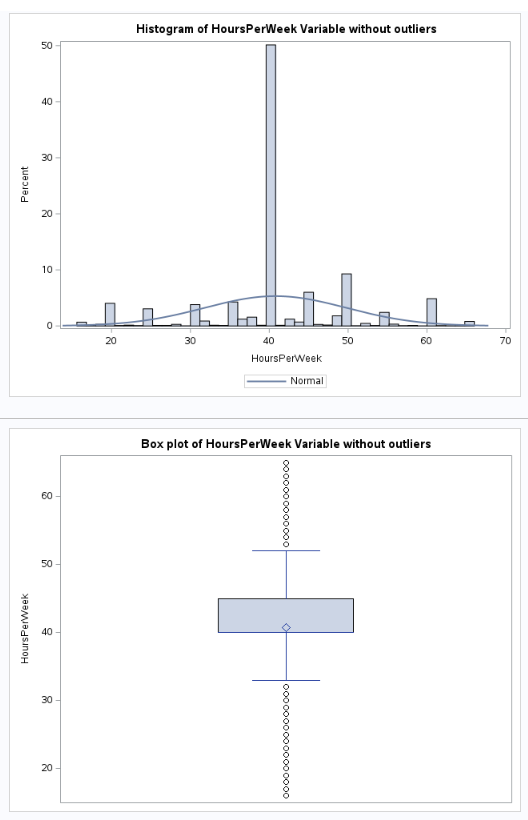 Histogram of HoursPerWeek Variable without outliers
50
40
30
20
10
0
Percent
20 30 40 50 60 70
HoursPerWeek
Normal
Box plot of HoursPerWeek Variable without outliers
60
50
40
30
20
HoursPerWeek